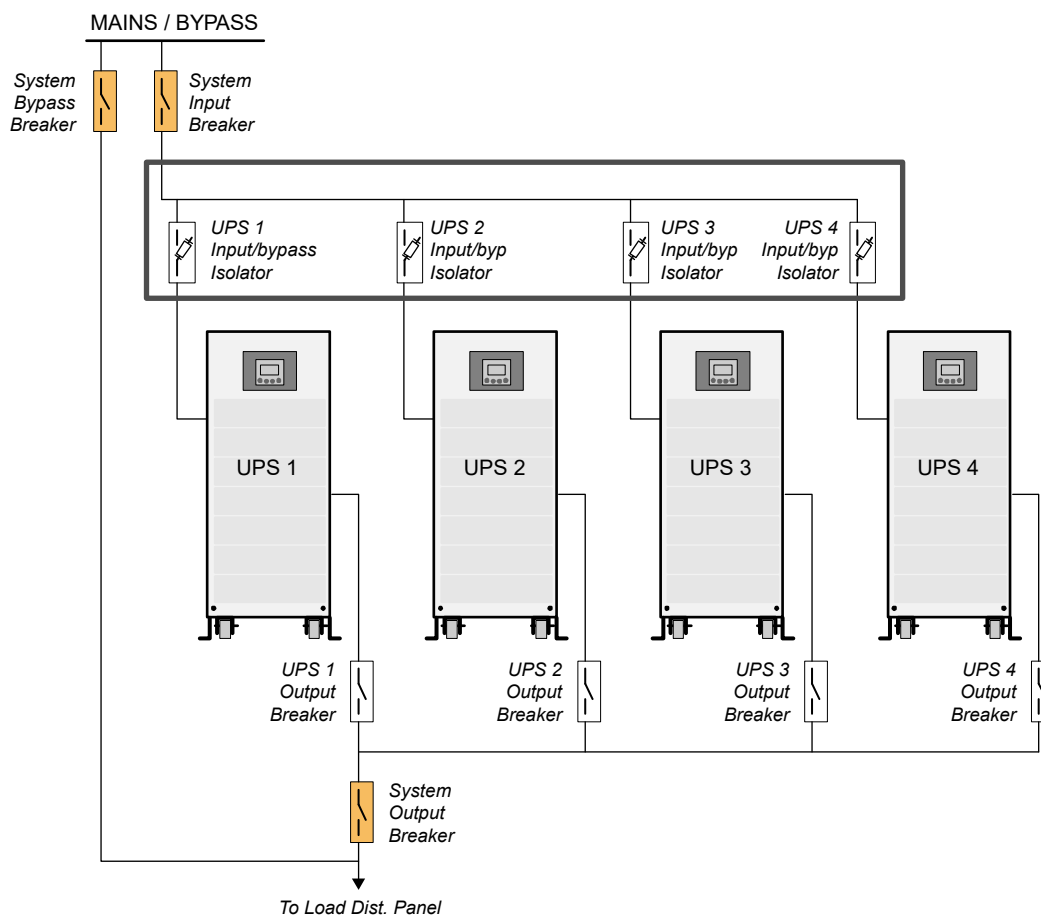 MAINS / BYPASS
System
Bypass
Breaker
System
Input
Breaker
UPS 1
Input/bypass
Isolator
UPS 2
Input/byp
Isolator
UPS 3
Input/byp
Isolator
UPS 4
Input/byp
Isolator
UPS 1
UPS 2
UPS 3
UPS 4
UPS 1
Output
Breaker
UPS 2
Output
Breaker
UPS 3
Output
Breaker
UPS 4
Output
Breaker
System
Output
Breaker
To Load Dist. Panel